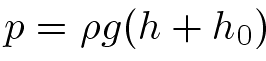 p = ρg(h + h₀)